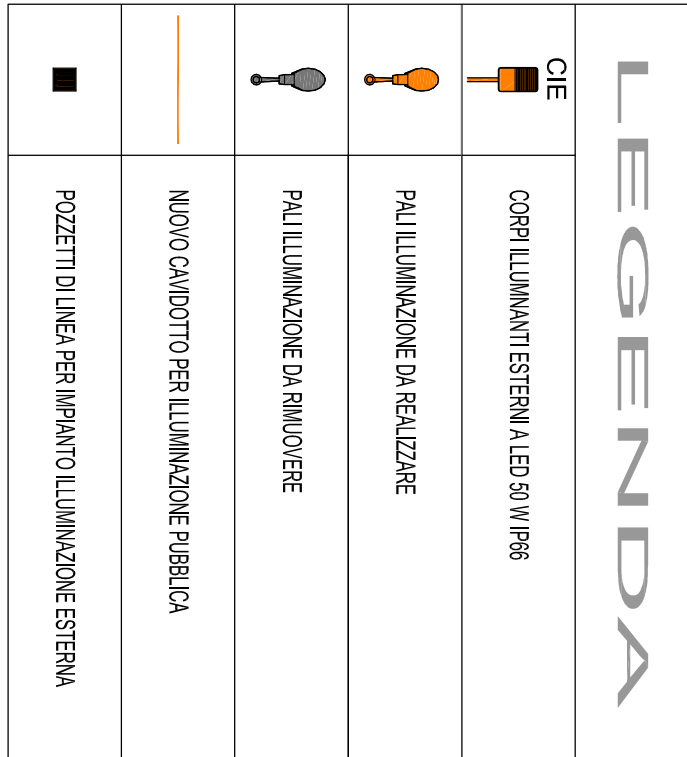 LEGENDA
CIE
CORPI ILLUMNANTI ESTERNI A LED 50 W IP66
PALI ILLUMINAZIONE DA REALIZZARE
PALI ILLUMINAZIONE DA RIMUOVERE
NUOVO CAVIDOTTO PER ILLUMINAZIONE PUBBLICA
POZZETTI DI LINEA PER IMPIANTO ILLUMINAZIONE ESTERNA